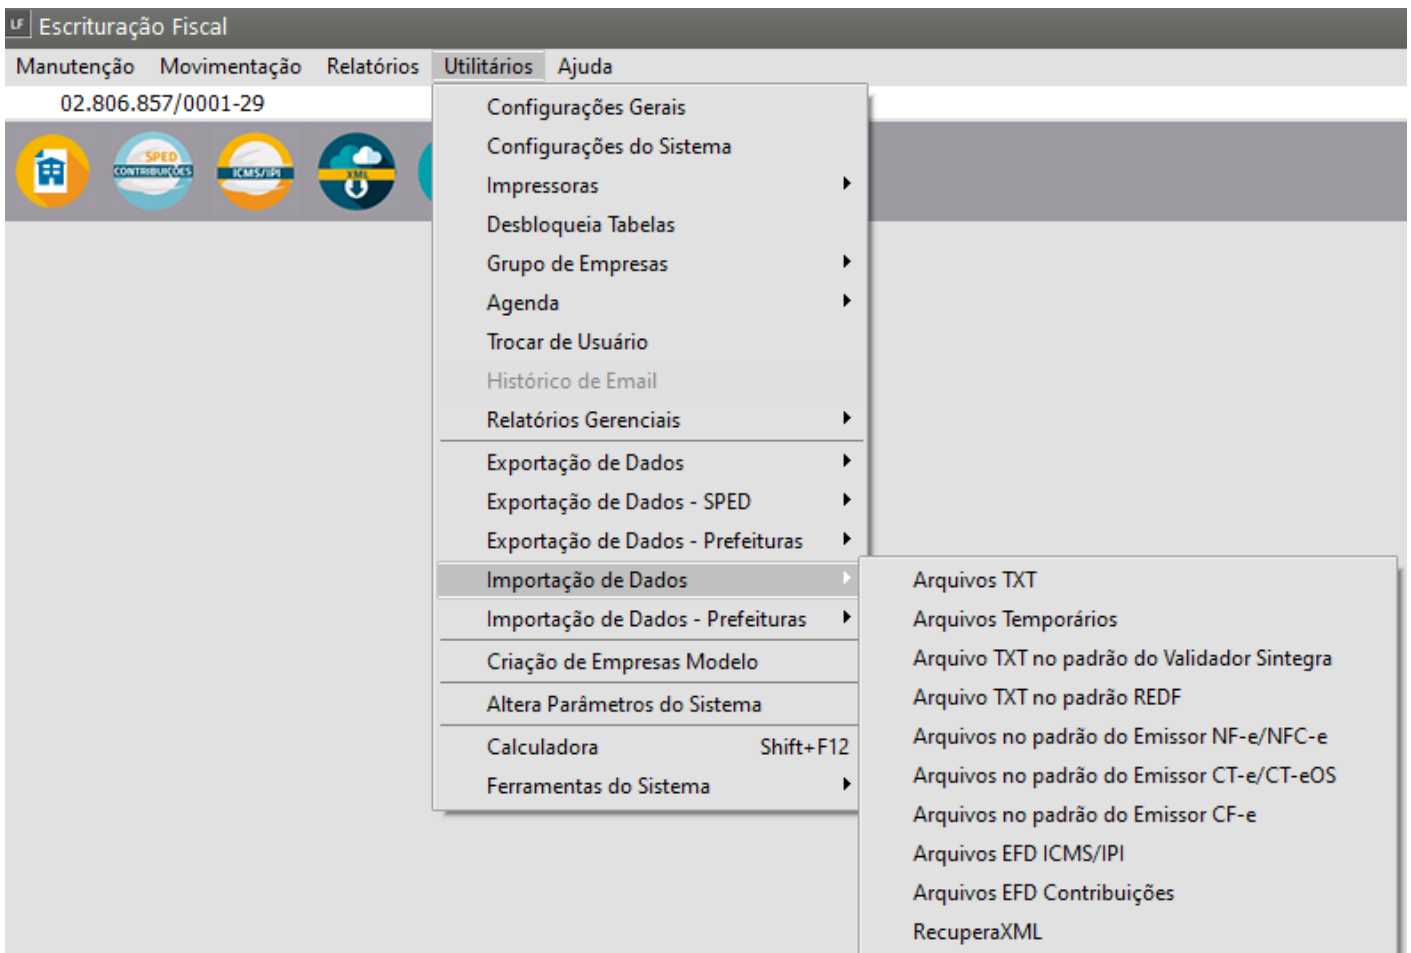 LF Escrituração Fiscal
Manutenção Movimentação Relatórios Utilitários Ajuda
02.806.857/0001-29
SPED
CONTRIBUIÇÕES
ICMS/IPI
XML
Configurações Gerais
Configurações do Sistema
Impressoras
Desbloqueia Tabelas
Grupo de Empresas
Agenda
Trocar de Usuário
Histórico de Email
Relatórios Gerenciais
Exportação de Dados
Exportação de Dados - SPED
Exportação de Dados - Prefeituras
Importação de Dados
Importação de Dados - Prefeituras
Criação de Empresas Modelo
Altera Parâmetros do Sistema
Calculadora Shift+F12
Ferramentas do Sistema
Arquivos TXT
Arquivos Temporários
Arquivo TXT no padrão do Validador Sintegra
Arquivo TXT no padrão REDF
Arquivos no padrão do Emissor NF-e/NFC-e
Arquivos no padrão do Emissor CT-e/CT-eOS
Arquivos no padrão do Emissor CF-e
Arquivos EFD ICMS/IPI
Arquivos EFD Contribuições
RecuperaXML